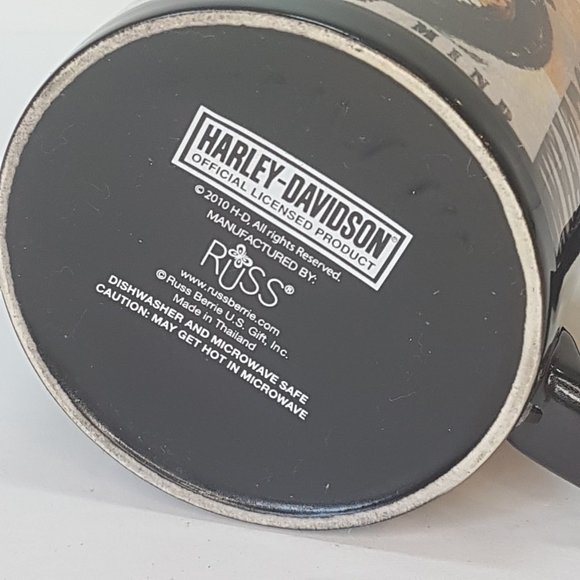 MIND
HARLEY-DAVIDSON®
OFFICIAL LICENSED PRODUCT
© 2010 H-D, All rights Reserved.
MANUFACTURED BY:
RUSS®
www.russberrie.com
© Russ Berrie U.S. Gift, Inc.
Made in Thailand
DISHWASHER AND MICROWAVE SAFE
CAUTION: MAY GET HOT IN MICROWAVE